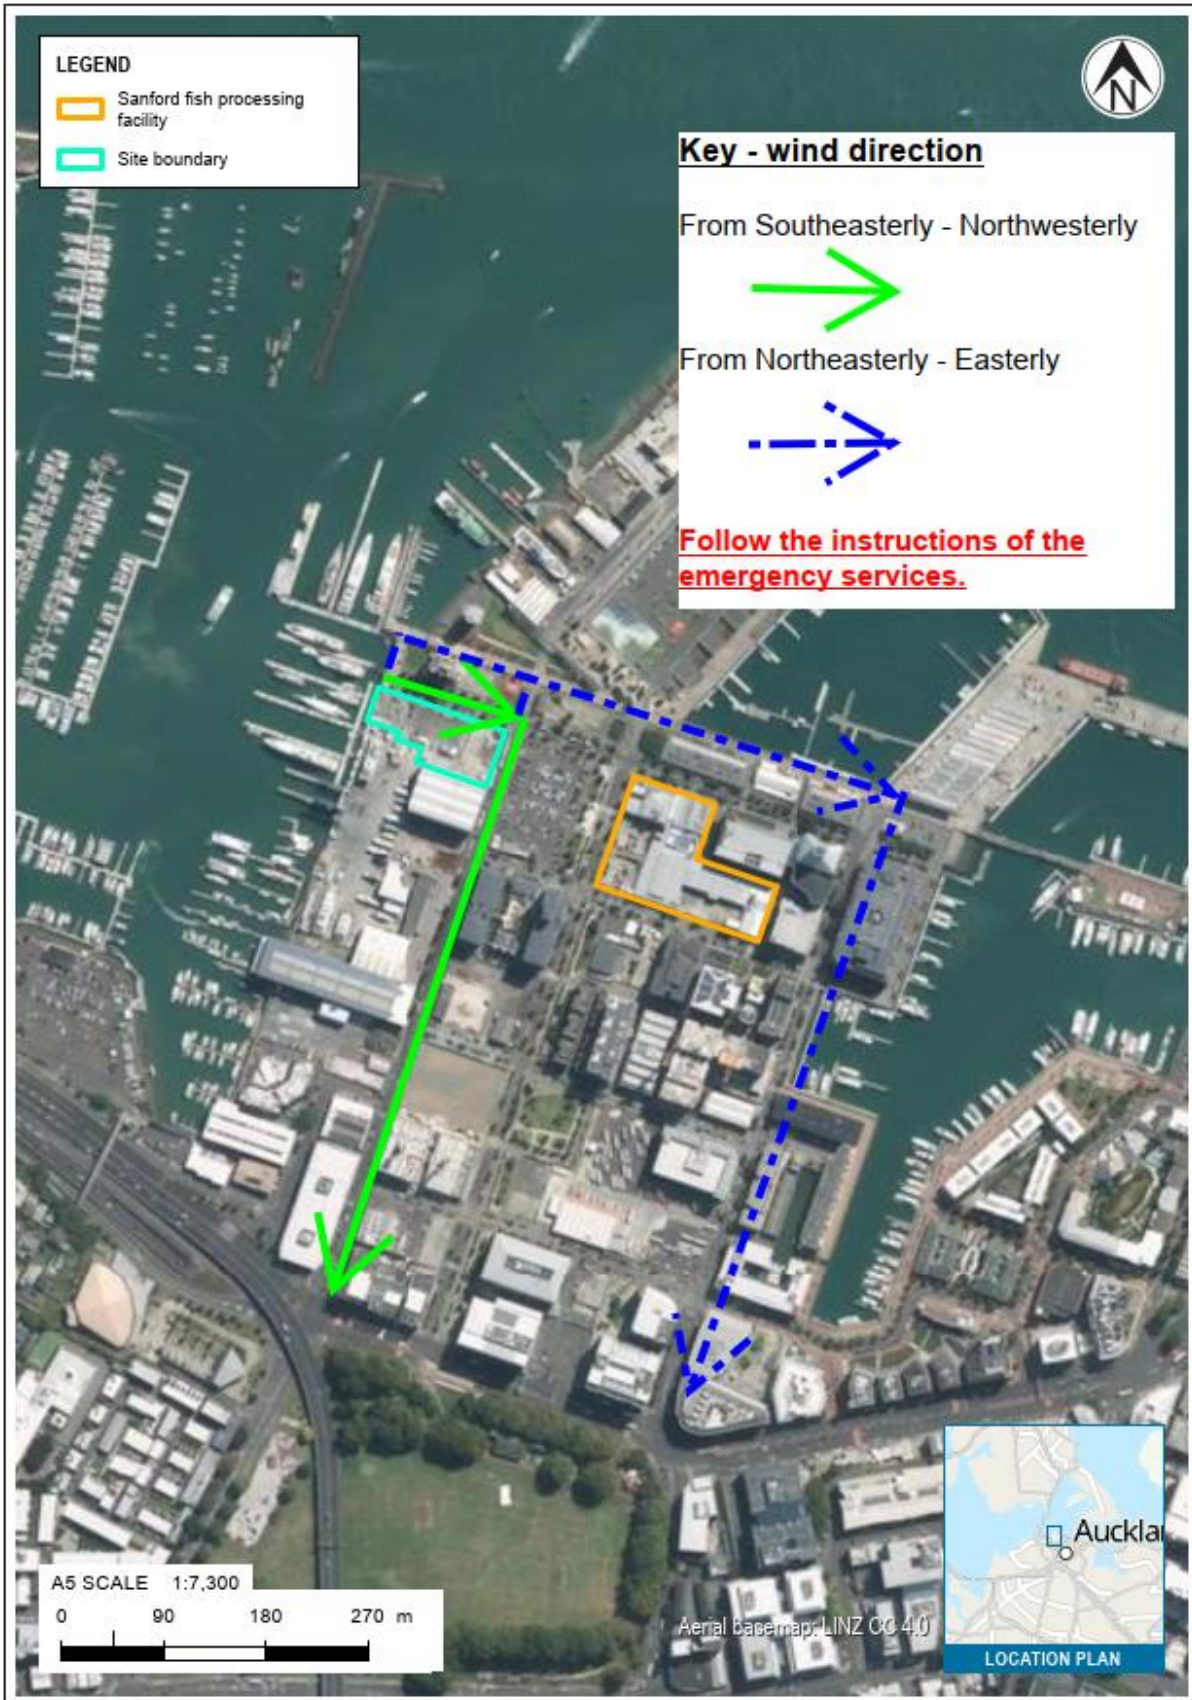 LEGEND
Sanford fish processing
facility
Site boundary
N
Key - wind direction
From Southeasterly - Northwesterly
From Northeasterly - Easterly
Follow the instructions of the
emergency services.
A5 SCALE 1:7,300
0 90 180 270 m
Aerial basemap: LINZ CC 4.0
Auckla
LOCATION PLAN